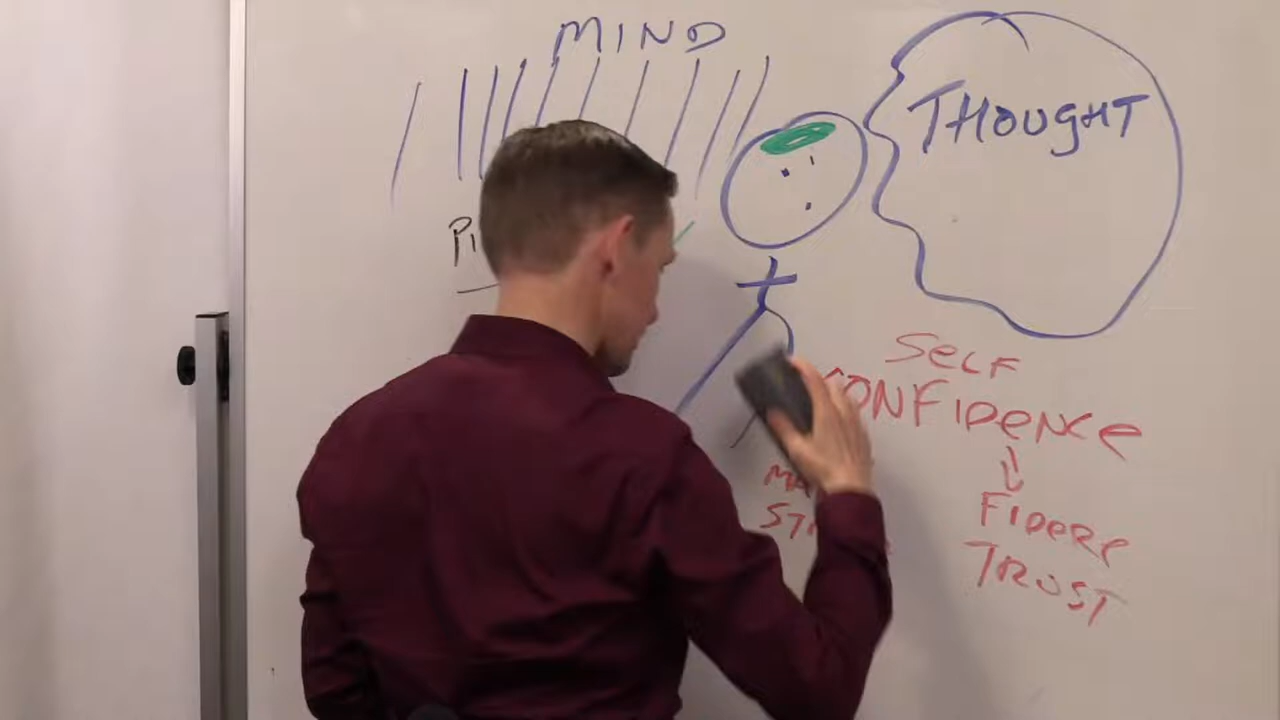 MIND
THOUGHT
SELF
CONFIDENCE
FIDERE
TRUST